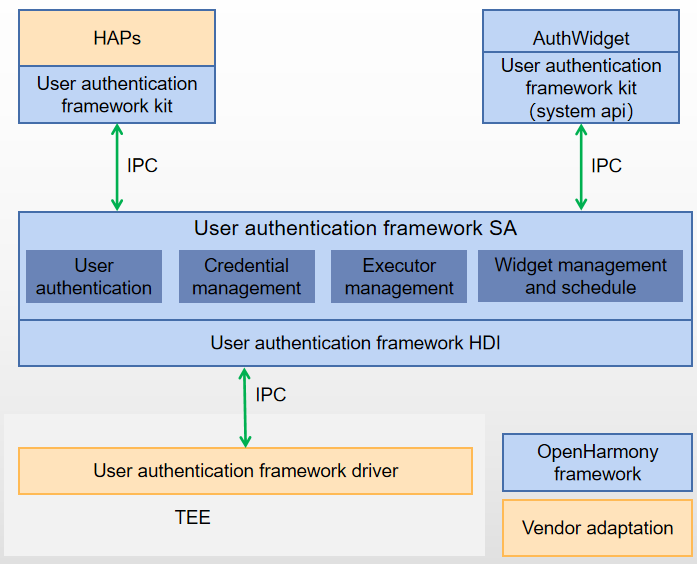 HAPs
User authentication
framework kit
AuthWidget
User authentication
framework kit
(system api)
IPC
IPC
User authentication framework SA
User
authentication
Credential
management
Executor
management
Widget management
and schedule
User authentication framework HDI
IPC
User authentication framework driver
TEE
OpenHarmony
framework
Vendor adaptation